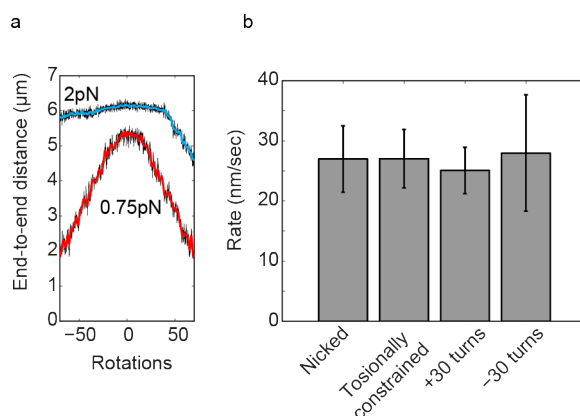 a
b
End-to-end distance (μm)
7
6
5
4
3
2
1
0
2pN
0.75pN
−50
0
50
Rotations
Rate (nm/sec)
40
30
20
10
0
Nicked
Tosionally
constrained
+30 turns
−30 turns